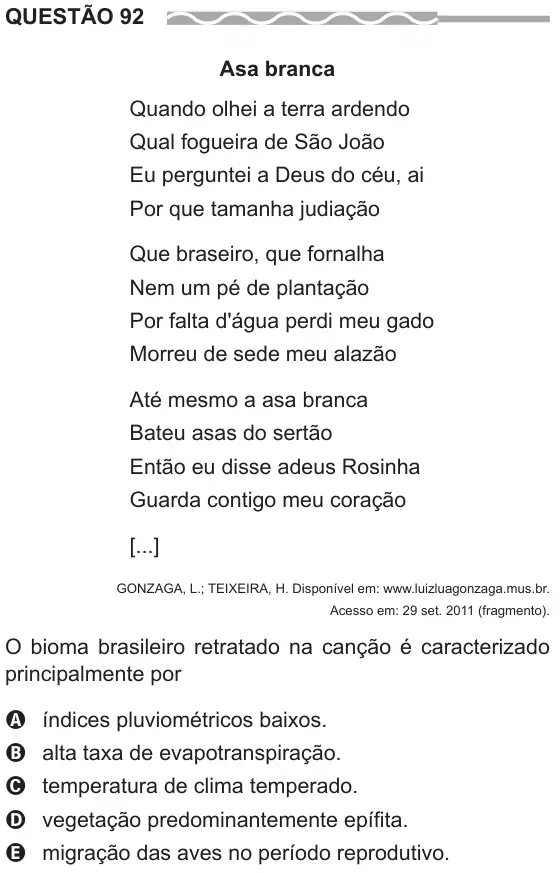 QUESTÃO 92
Asa branca
Quando olhei a terra ardendo
Qual fogueira de São João
Eu perguntei a Deus do céu, ai
Por que tamanha judiação
Que braseiro, que fornalha
Nem um pé de plantação
Por falta d'água perdi meu gado
Morreu de sede meu alazão
Até mesmo a asa branca
Bateu asas do sertão
Então eu disse adeus Rosinha
Guarda contigo meu coração
[...]
GONZAGA, L.; TEIXEIRA, H. Disponível em: www.luizluagonzaga.mus.br.
Acesso em: 29 set. 2011 (fragmento).
O bioma brasileiro retratado na canção é caracterizado
principalmente por
A índices pluviométricos baixos.
B alta taxa de evapotranspiração.
C temperatura de clima temperado.
D vegetação predominantemente epífita.
E migração das aves no período reprodutivo.